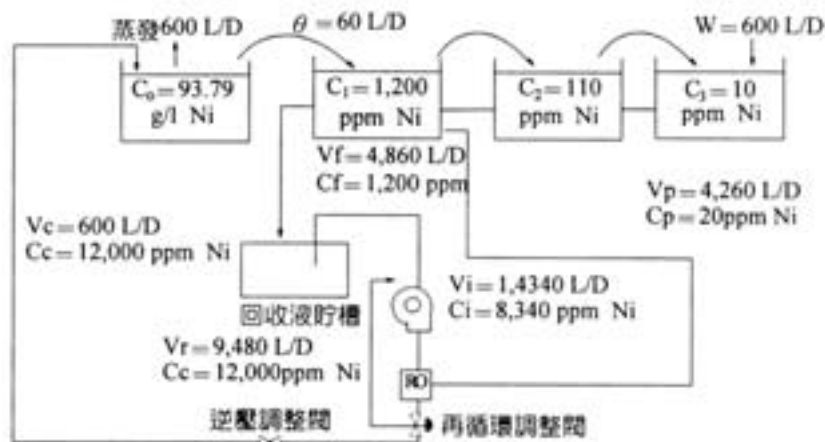 蒸發600 L/D
θ=60 L/D
W=600 L/D
C₀=93.79
g/l Ni
C₁=1,200
ppm Ni
C₂=110
ppm Ni
C₃=10
ppm Ni
Vf=4,860 L/D
Cf=1,200 ppm
Vp=4,260 L/D
Cp=20ppm Ni
Vc=600 L/D
Cc=12,000 ppm Ni
回收液貯槽
Vi=1,4340 L/D
Ci=8,340 ppm Ni
Vr=9,480 L/D
Cc=12,000ppm Ni
RO
逆壓調整閥
再循環調整閥